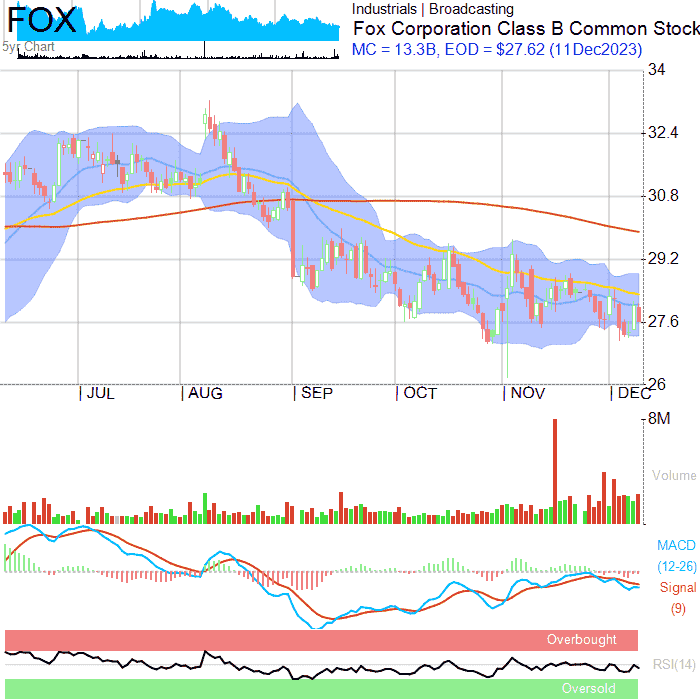 FOX
Industrials | Broadcasting
Fox Corporation Class B Common Stock
MC = 13.3B, EOD = $27.62 (11Dec2023)
5yr Chart
34
32.4
30.8
29.2
27.6
26
JUL AUG SEP OCT NOV DEC
8M
Volume
MACD
(12-26)
Signal
(9)
Overbought
RSI(14)
Oversold